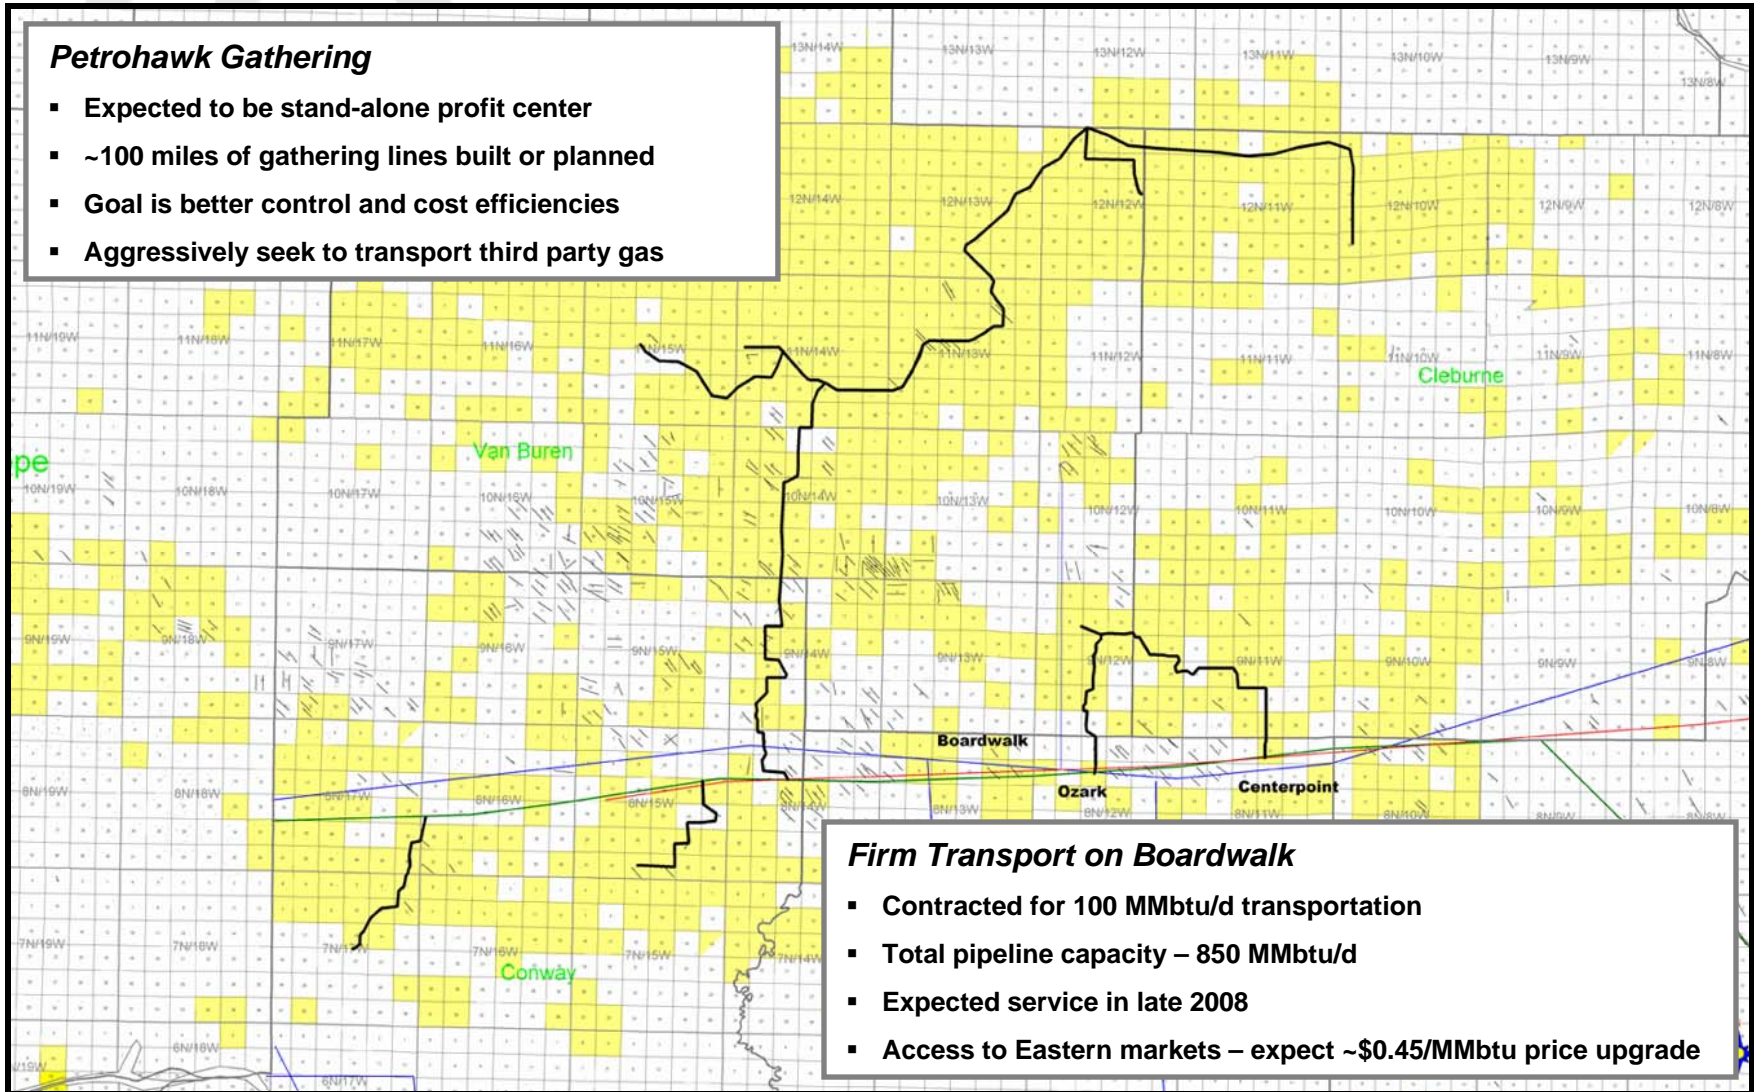 Petrohawk Gathering
▪ Expected to be stand-alone profit center
▪ ~100 miles of gathering lines built or planned
▪ Goal is better control and cost efficiencies
▪ Aggressively seek to transport third party gas
13N/14W 13N/13W 13N/12W 13N/11W 13N/10W 13N/9W 13N/8W
12N/14W 12N/13W 12N/12W 12N/11W 12N/10W 12N/9W 12N/8W
11N/19W 11N/18W 11N/17W 11N/16W 11N/15W 11N/14W 11N/13W 11N/12W 11N/11W 11N/10W 11N/9W 11N/8W
Cleburne
Van Buren
pe
10N/19W 10N/18W 10N/17W 10N/16W 10N/15W 10N/14W 10N/13W 10N/12W 10N/11W 10N/10W 10N/9W 10N/8W
9N/19W 9N/18W 9N/17W 9N/16W 9N/15W 9N/14W 9N/13W 9N/12W 9N/11W 9N/10W 9N/9W 9N/8W
Boardwalk
Ozark
Centerpoint
8N/19W 8N/18W 8N/17W 8N/16W 8N/15W 8N/14W 8N/13W 8N/12W 8N/11W 8N/10W 8N/9W 8N/8W
Firm Transport on Boardwalk
▪ Contracted for 100 MMbtu/d transportation
▪ Total pipeline capacity – 850 MMbtu/d
▪ Expected service in late 2008
▪ Access to Eastern markets – expect ~$0.45/MMbtu price upgrade
7N/19W 7N/18W 7N/17W 7N/16W 7N/15W 7N/14W
Conway
6N/18W
6N/17W